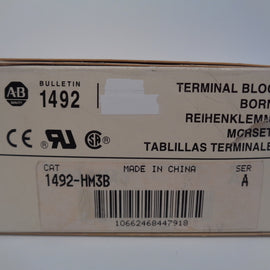 AB
BULLETIN
1492
TERMINAL BLOC
BORN
REIHENKLEMM
MORSET
TABLILLAS TERMINALE
CE
SA
CAT
MADE IN CHINA
SER
1492-HM3B
A
10662468447918